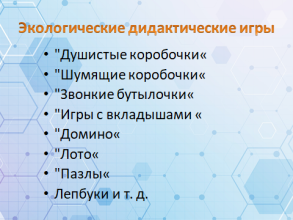 Экологические дидактические игры
• "Душистые коробочки«
• "Шумящие коробочки«
• "Звонкие бутылочки«
• "Игры с вкладышами «
• "Домино«
• "Лото«
• "Пазлы«
• Лепбуки и т. д.